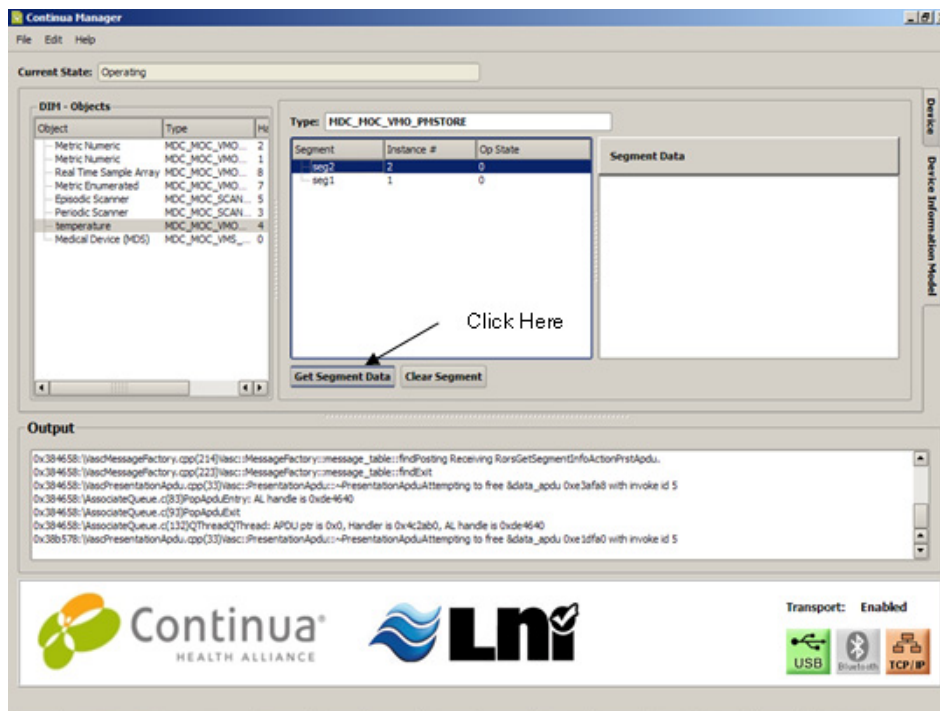 Continua Manager
File Edit Help
Current State: Operating
DIM - Objects
Object Type Ha
Metric Numeric MDC_MOC_VMO... 2
Metric Numeric MDC_MOC_VMO... 1
Real Time Sample Array MDC_MOC_VMO... 8
Metric Enumerated MDC_MOC_VMO... 7
Episodic Scanner MDC_MOC_SCAN... 5
Periodic Scanner MDC_MOC_SCAN... 3
temperature MDC_MOC_VMO... 4
Medical Device (MDS) MDC_MOC_VMS_... 0
Type: MDC_MOC_VMO_PMSTORE
Segment Instance # Op State
seg2 2 0
seg1 1 0
Segment Data
Click Here
Get Segment Data Clear Segment
Device
Device Information Model
Output
0x384658:\VascMessageFactory.cpp(214)Vasc::MessageFactory::message_table::findPosting Receiving RorsGetSegmentInfoActionPrstApdu.
0x384658:\VascMessageFactory.cpp(223)Vasc::MessageFactory::message_table::findExit
0x384658:\VascPresentationApdu.cpp(33)Vasc::PresentationApdu::~PresentationApduAttempting to free &data_apdu 0xe3afa8 with invoke id 5
0x384658:\AssociateQueue.c(83)PopApduEntry: AL handle is 0xde4640
0x384658:\AssociateQueue.c(93)PopApduExit
0x384658:\AssociateQueue.c(132)QThreadQThread: APDU ptr is 0x0, Handler is 0x4c2ab0, AL handle is 0xde4640
0x38b578:\VascPresentationApdu.cpp(33)Vasc::PresentationApdu::~PresentationApduAttempting to free &data_apdu 0xe1dfa0 with invoke id 5
Continua®
HEALTH ALLIANCE
LNI
Transport: Enabled
USB Bluetooth TCP/IP